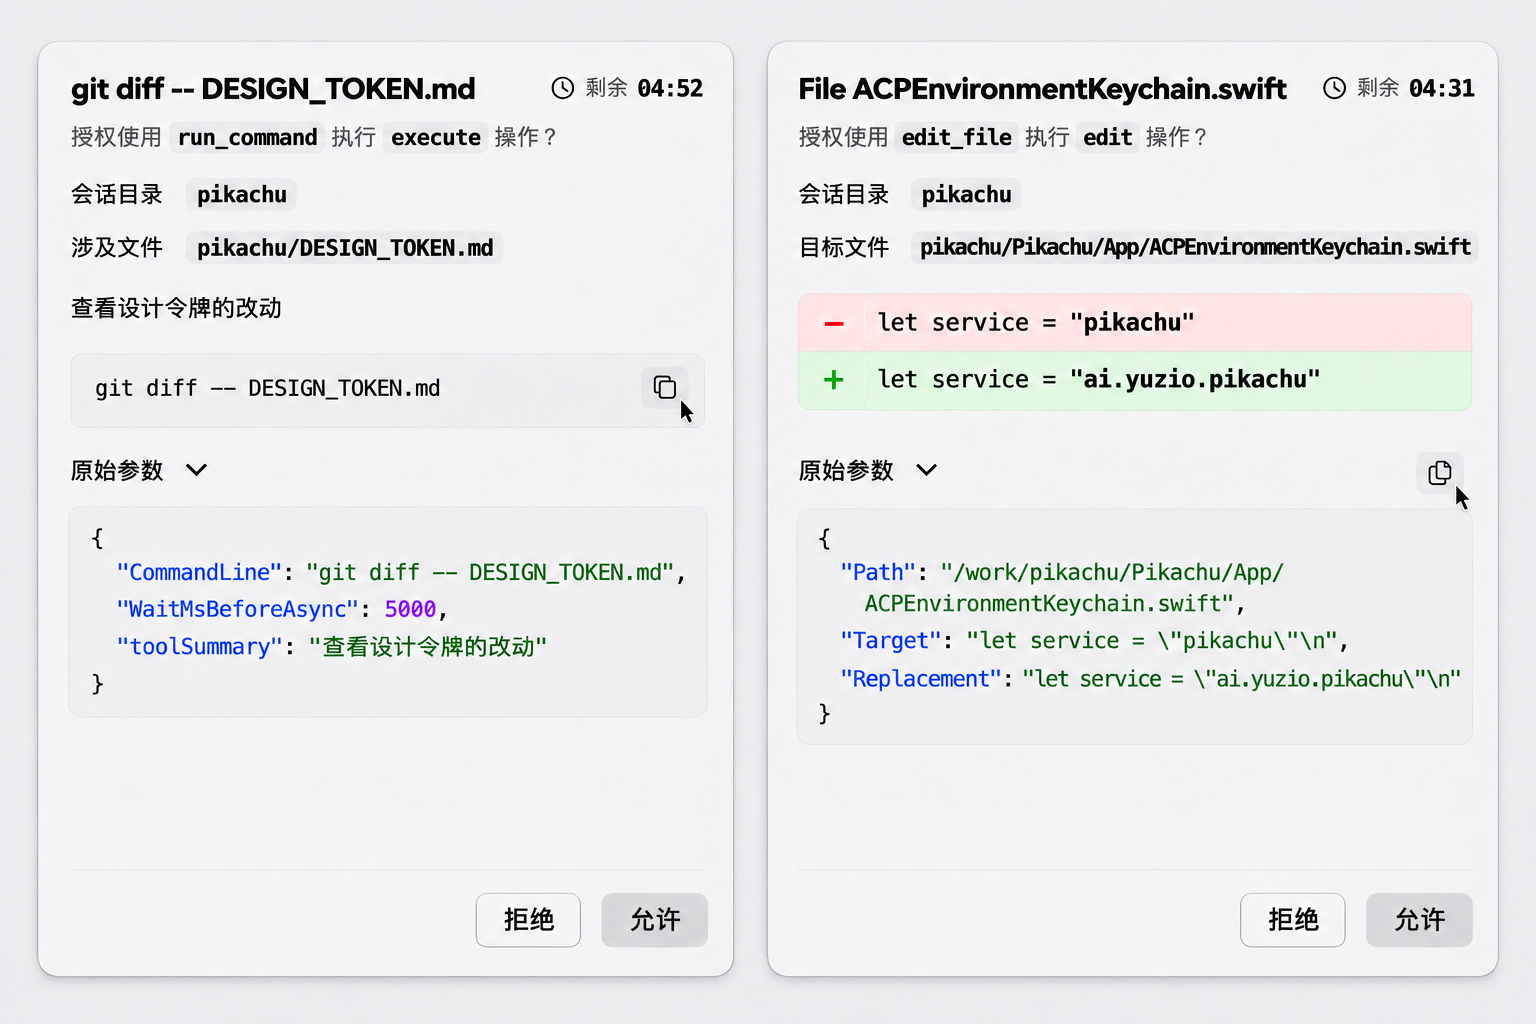 git diff -- DESIGN_TOKEN.md
剩余 04:52
授权使用 run_command 执行 execute 操作？
会话目录 pikachu
涉及文件 pikachu/DESIGN_TOKEN.md
查看设计令牌的改动
git diff -- DESIGN_TOKEN.md
原始参数
{
"CommandLine": "git diff -- DESIGN_TOKEN.md",
"WaitMsBeforeAsync": 5000,
"toolSummary": "查看设计令牌的改动"
}
拒绝
允许
File ACPEnvironmentKeychain.swift
剩余 04:31
授权使用 edit_file 执行 edit 操作？
会话目录 pikachu
目标文件 pikachu/Pikachu/App/ACPEnvironmentKeychain.swift
− let service = "pikachu"
+ let service = "ai.yuzio.pikachu"
原始参数
{
"Path": "/work/pikachu/Pikachu/App/
ACPEnvironmentKeychain.swift",
"Target": "let service = \"pikachu\"\n",
"Replacement": "let service = \"ai.yuzio.pikachu\"\n"
}
拒绝
允许